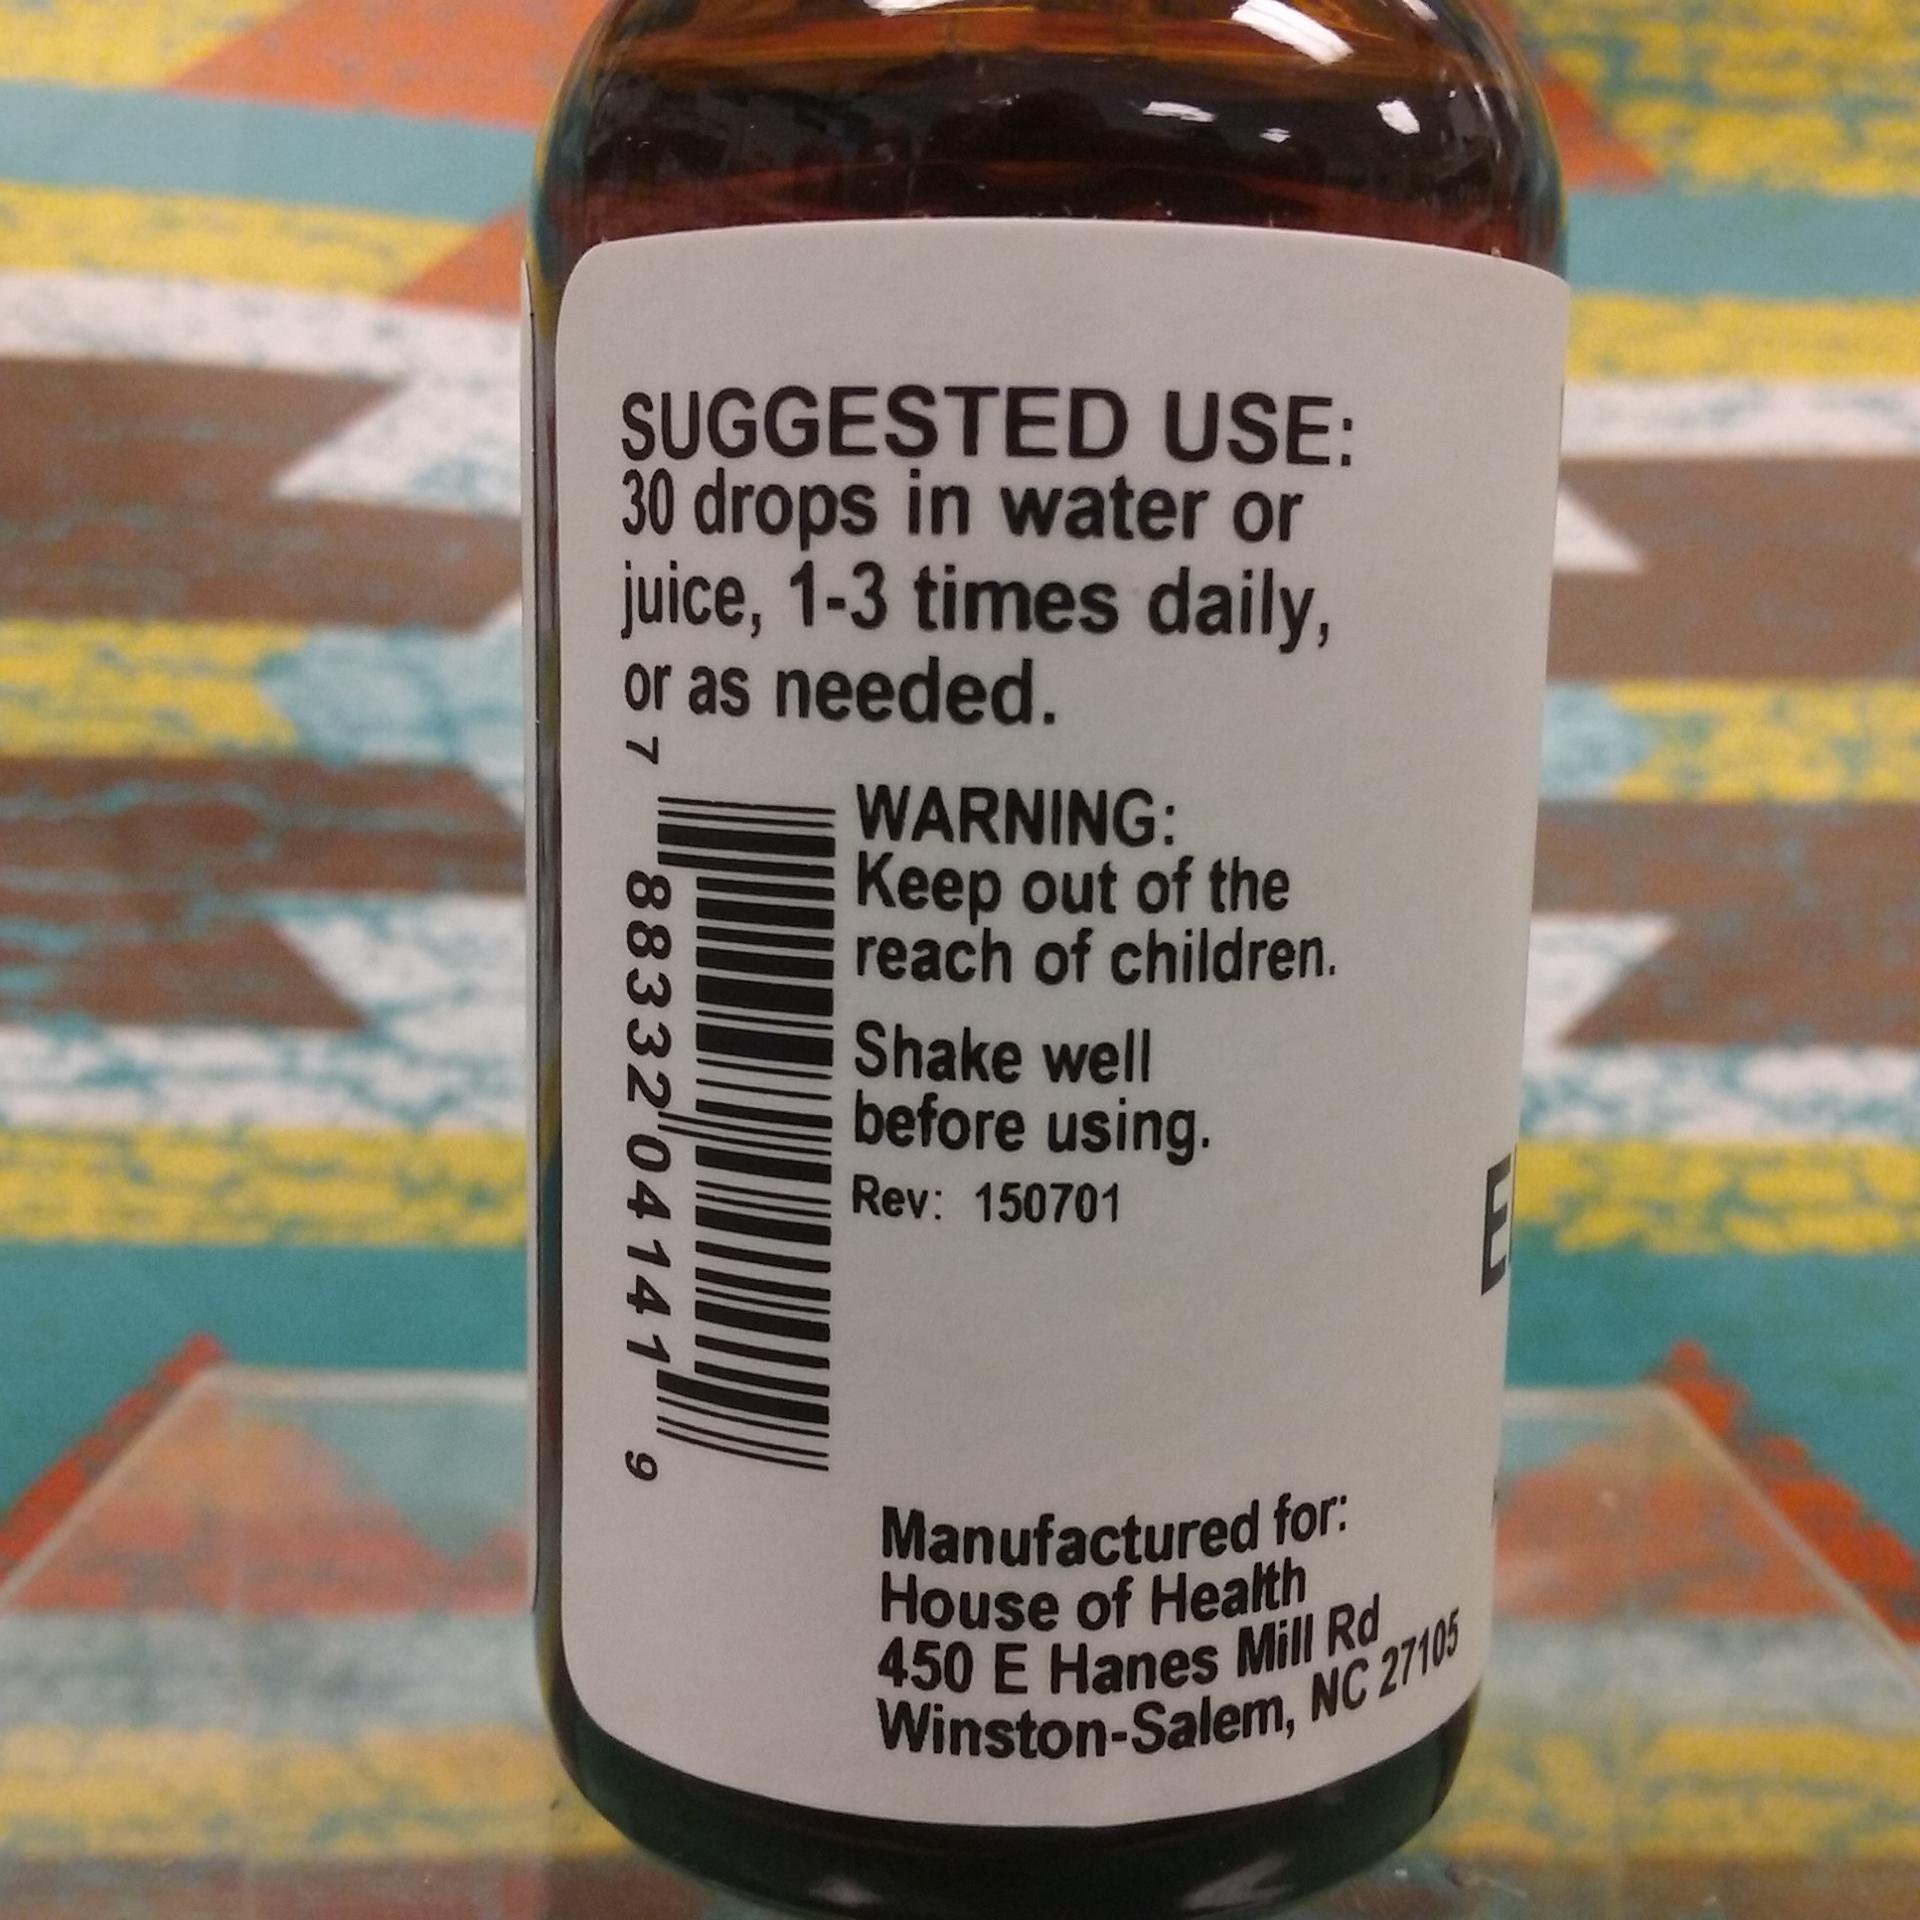 SUGGESTED USE:
30 drops in water or
juice, 1-3 times daily,
or as needed.
7 88332 04141 9
WARNING:
Keep out of the
reach of children.
Shake well
before using.
Rev: 150701
Manufactured for:
House of Health
450 E Hanes Mill Rd
Winston-Salem, NC 27105